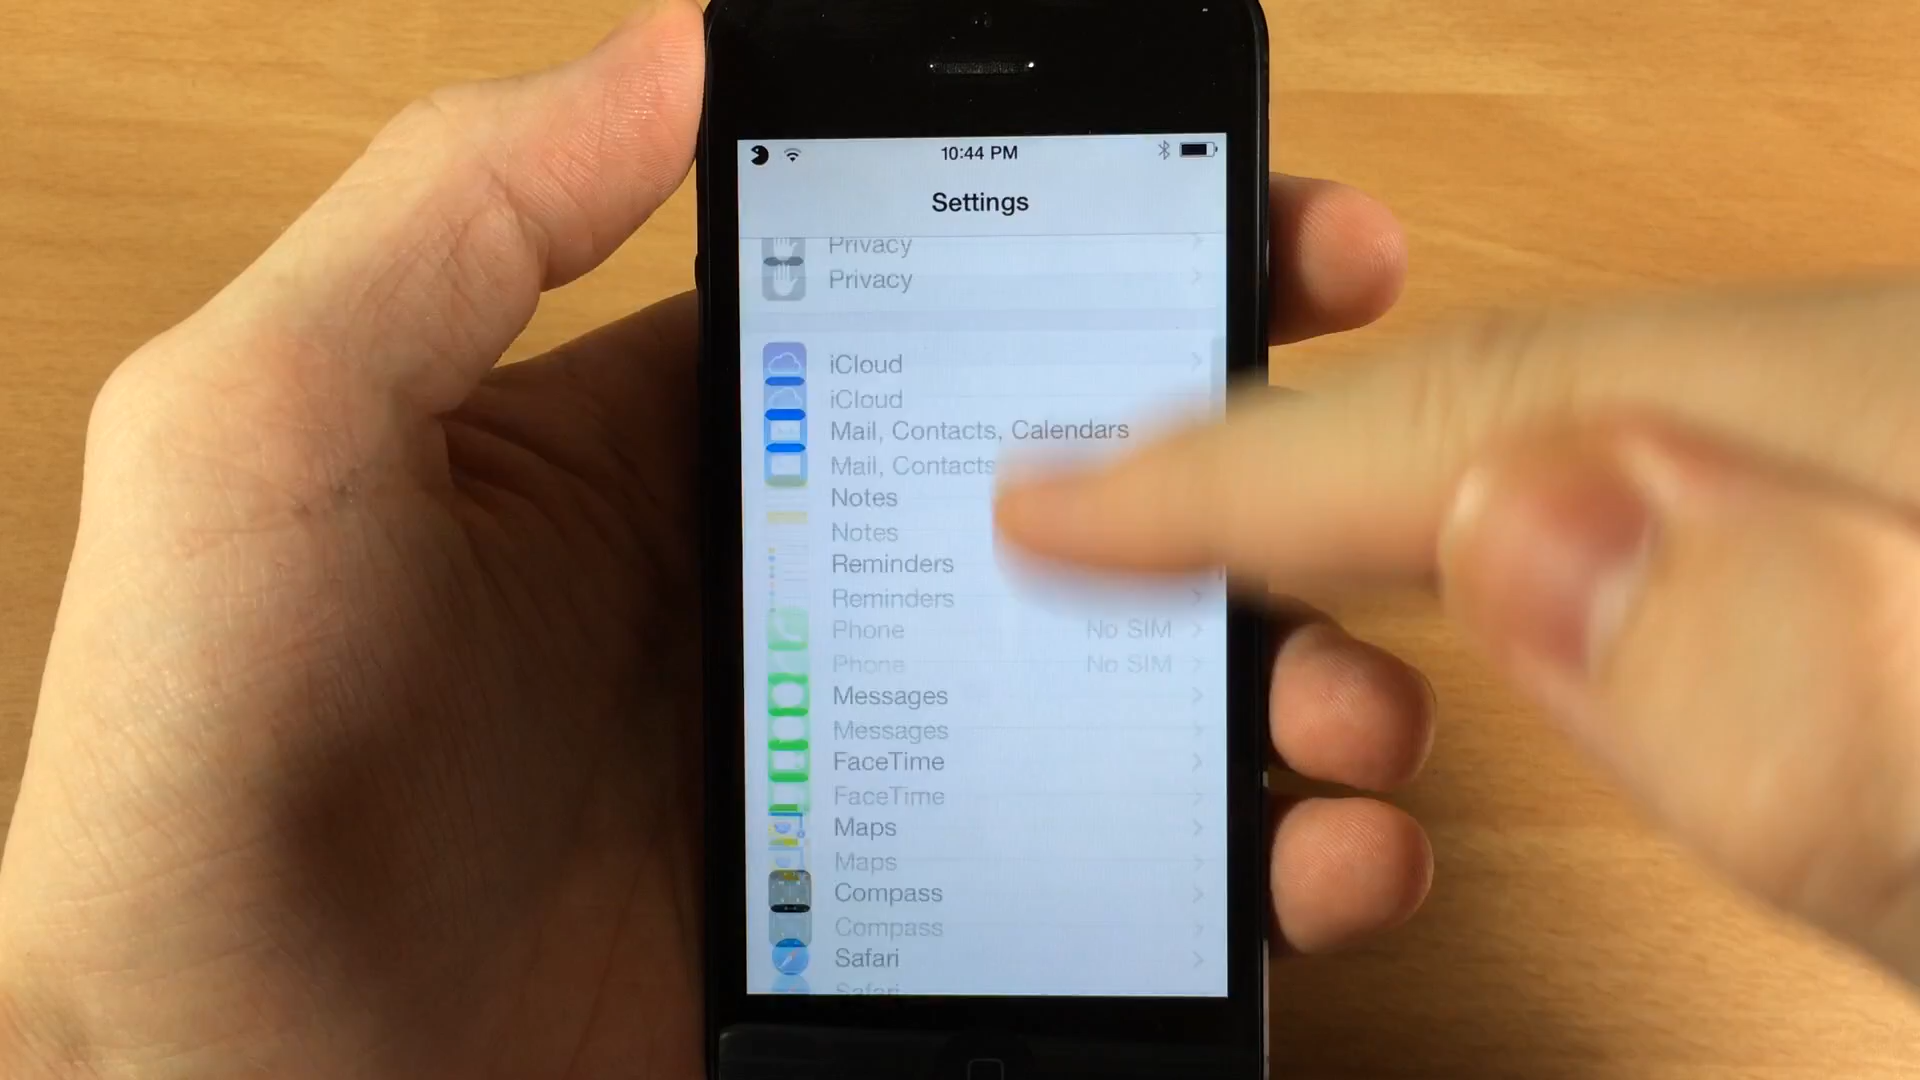 10:44 PM
Settings
Privacy
Privacy
iCloud
iCloud
Mail, Contacts, Calendars
Mail, Contacts
Notes
Notes
Reminders
Reminders
Phone No SIM
Phone No SIM
Messages
Messages
FaceTime
FaceTime
Maps
Maps
Compass
Compass
Safari
Safari